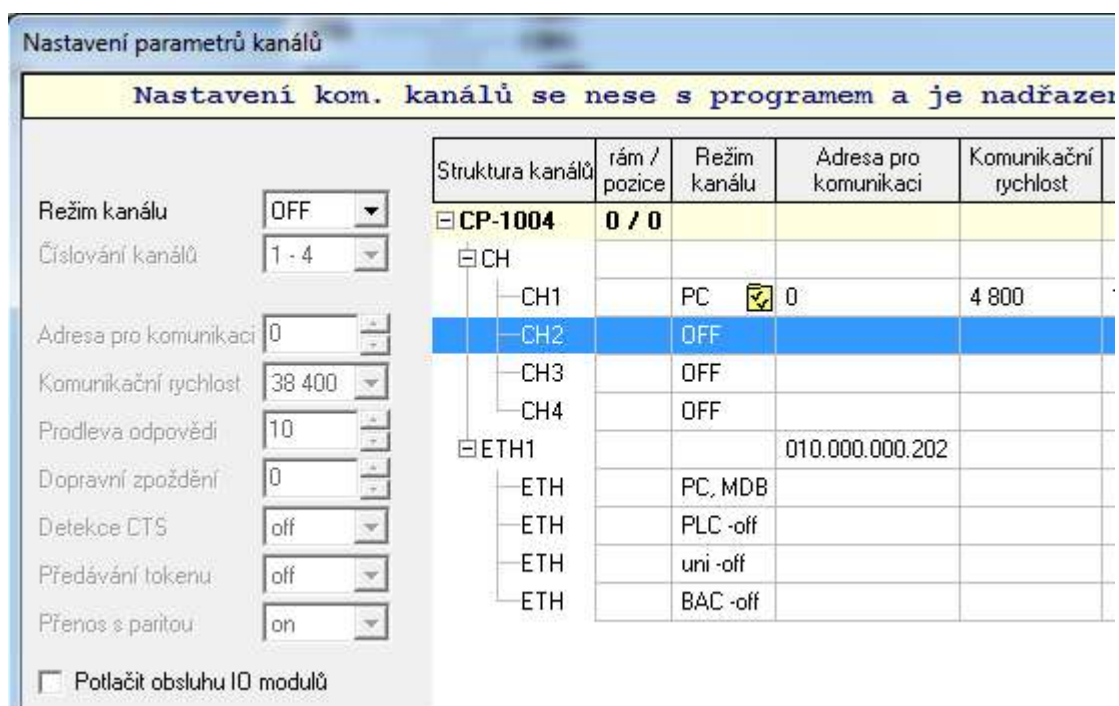 Nastavení parametrů kanálů
Nastavení kom. kanálů se nese s programem a je
Struktura kanálů rám / pozice Režim kanálu Adresa pro komunikaci Komunikační rychlost
Režim kanálu OFF
Číslování kanálů 1 - 4
Adresa pro komunikaci 0
Komunikační rychlost 38 400
Prodleva odpovědi 10
Dopravní zpoždění 0
Detekce CTS off
Předávání tokenu off
Přenos s paritou on
Potlačit obsluhu IO modulů
CP-1004 0 / 0
CH
CH1 PC 0 4 800
CH2 OFF
CH3 OFF
CH4 OFF
ETH1 010.000.000.202
ETH PC, MDB
ETH PLC -off
ETH uni -off
ETH BAC -off